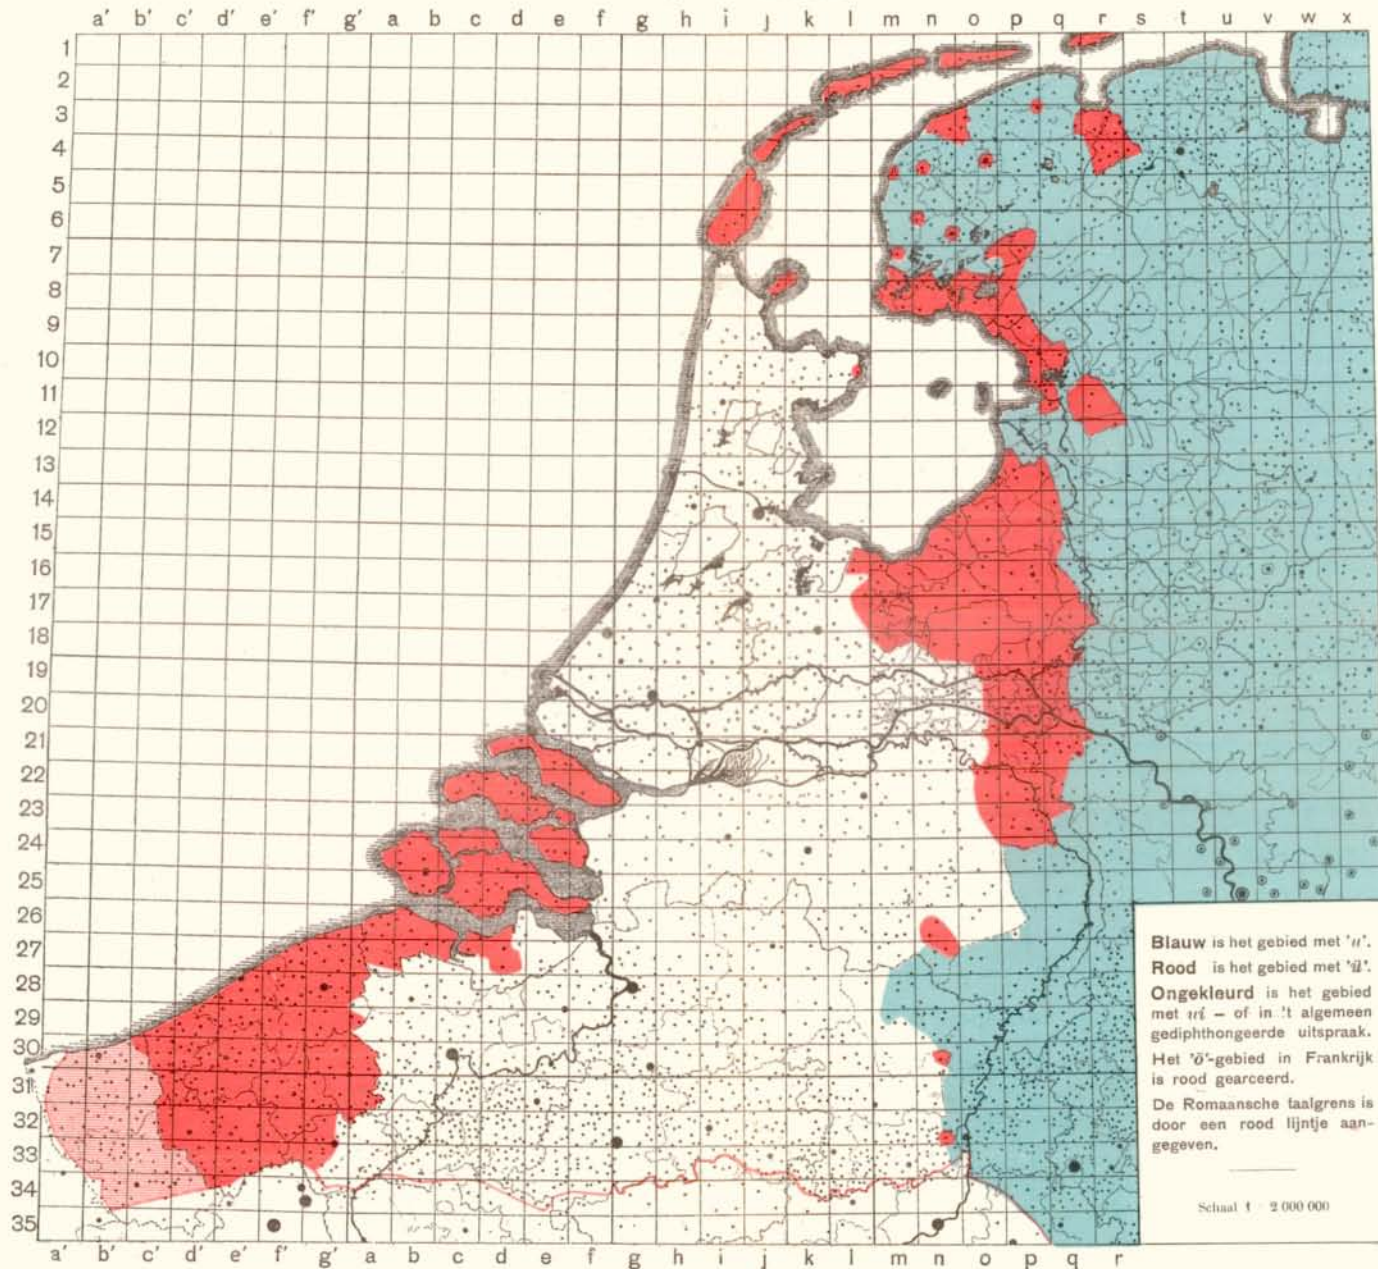 a' b' c' d' e' f' g' a b c d e f g h i j k l m n o p q r s t u v w x
1
2
3
4
5
6
7
8
9
10
11
12
13
14
15
16
17
18
19
20
21
22
23
24
25
26
27
28
29
30
31
32
33
34
35
a' b' c' d' e' f' g' a b c d e f g h i j k l m n o p q r
Blauw is het gebied met 'u'.
Rood is het gebied met 'ü'.
Ongekleurd is het gebied
met ui – of in 't algemeen
gediphthongeerde uitspraak.
Het 'ö'-gebied in Frankrijk
is rood gearceerd.
De Romaansche taalgrens is
door een rood lijntje aan-
gegeven.
Schaal 1 : 2 000 000